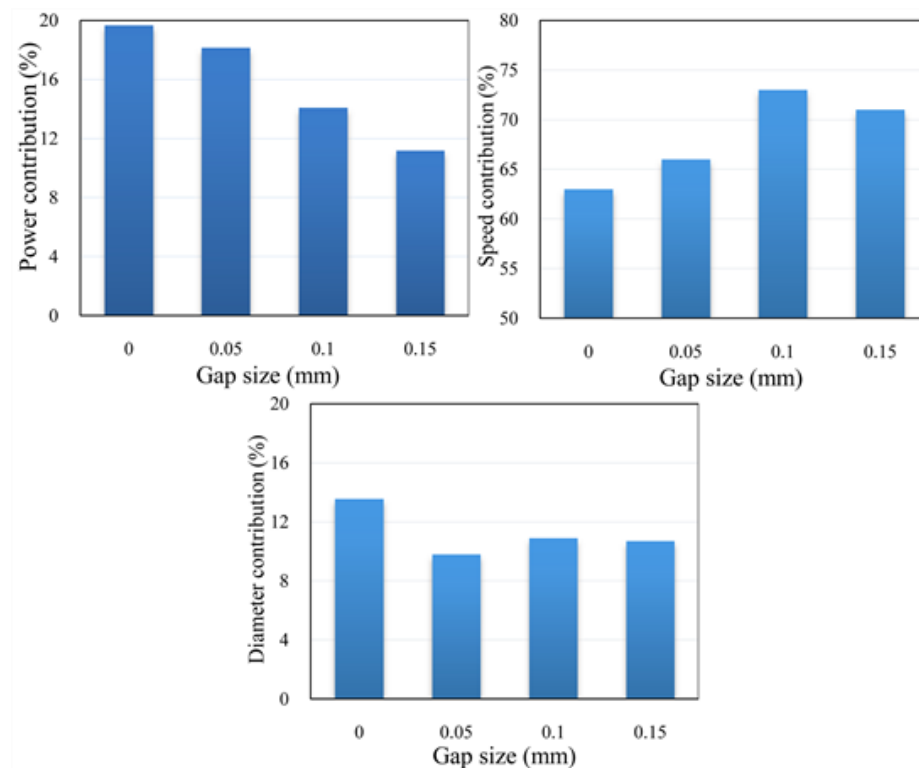 Power contribution (%)
20
16
12
8
4
0
0 0.05 0.1 0.15
Gap size (mm)
Speed contribution (%)
80
75
70
65
60
55
50
0 0.05 0.1 0.15
Gap size (mm)
Diameter contribution (%)
20
16
12
8
4
0
0 0.05 0.1 0.15
Gap size (mm)